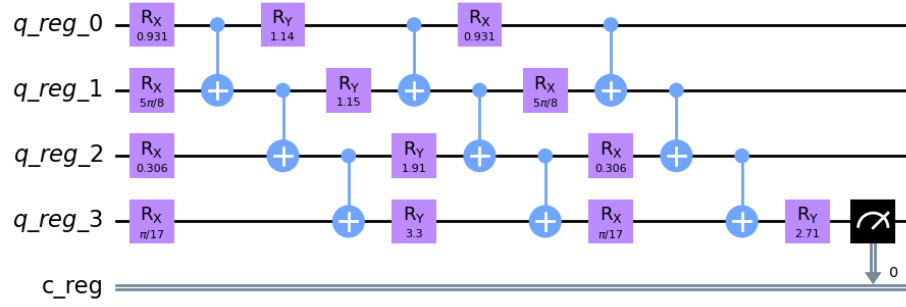 q_reg_0 R_X 0.931 R_Y 1.14 R_X 0.931
q_reg_1 R_X 5π/8 R_Y 1.15 R_X 5π/8
q_reg_2 R_X 0.306 R_Y 1.91 R_X 0.306
q_reg_3 R_X π/17 R_Y 3.3 R_X π/17 R_Y 2.71
c_reg 0